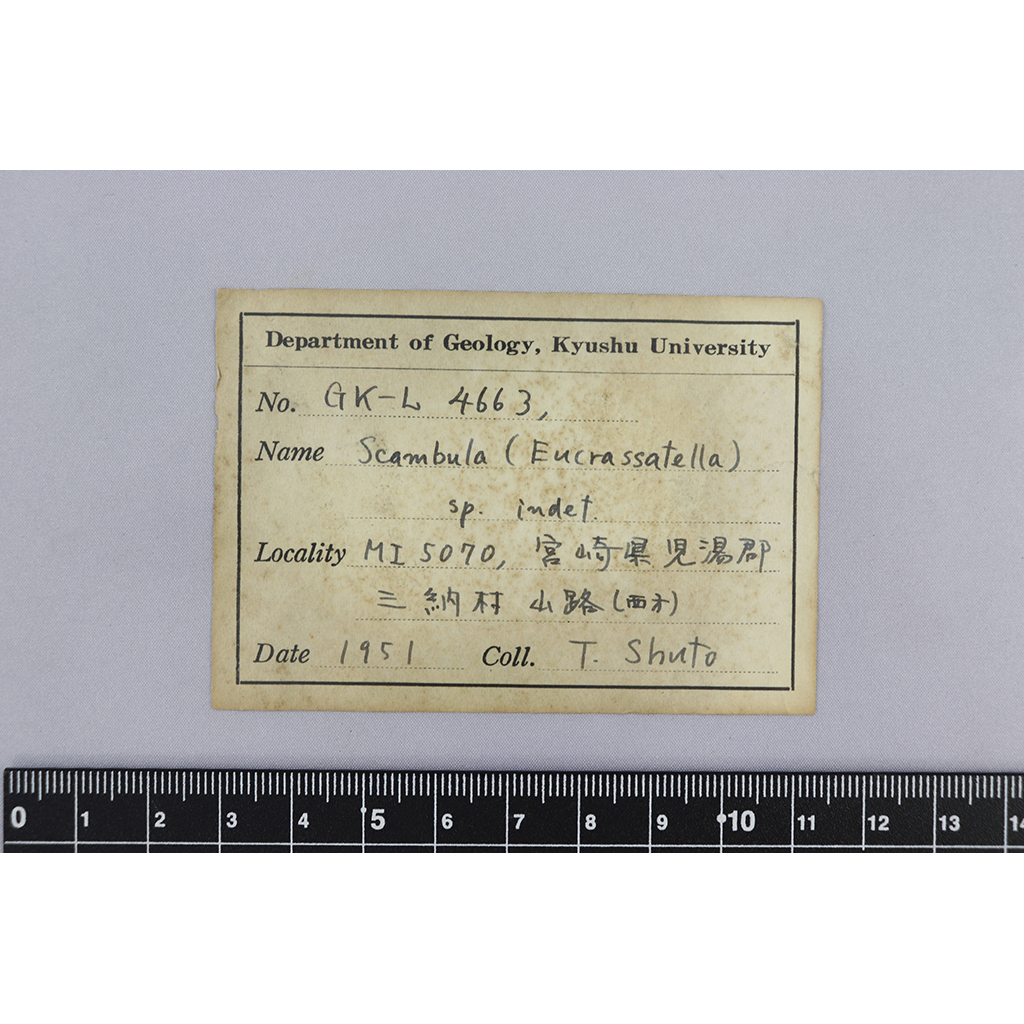 Department of Geology, Kyushu University
No. GK-L 4663,
Name Scambula (Eucrassatella)
sp. indet.
Locality MI 5070, 宮崎県児湯郡
三納村 山路(西方)
Date 1951 Coll. T. Shuto
0 1 2 3 4 5 6 7 8 9 10 11 12 13 14